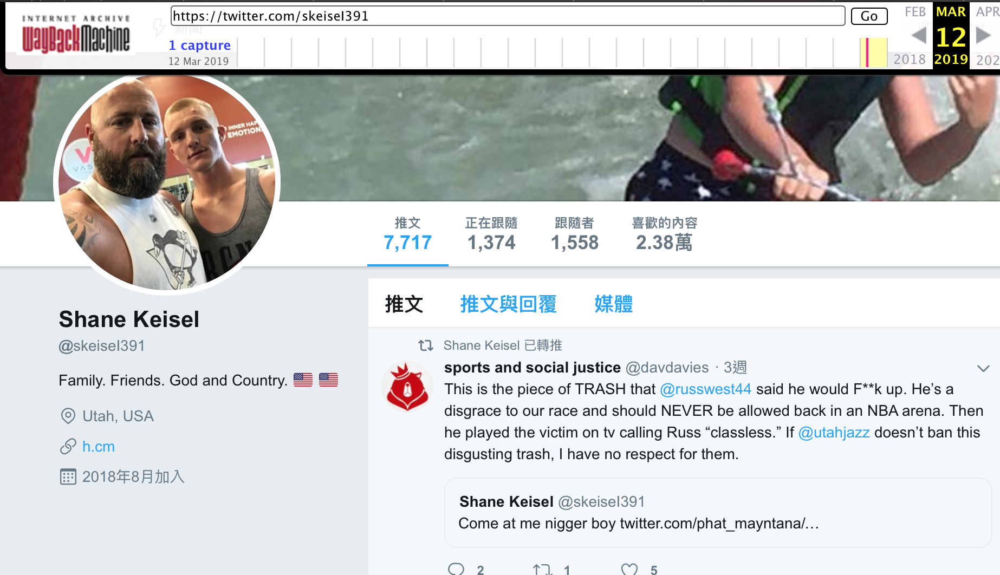 INTERNET ARCHIVE
WayBackMachine
https://twitter.com/skeisel391
Go
FEB MAR APR
12
2018 2019 202
1 capture
12 Mar 2019
新聞
INNER HAP
EMOTION
VAS
推文 正在跟隨 跟隨者 喜歡的內容
7,717 1,374 1,558 2.38萬
Shane Keisel
@skeisel391
Family. Friends. God and Country. 🇺🇸 🇺🇸
Utah, USA
h.cm
2018年8月加入
推文 推文與回覆 媒體
Shane Keisel 已轉推
sports and social justice @davdavies · 3週
This is the piece of TRASH that @russwest44 said he would F**k up. He’s a
disgrace to our race and should NEVER be allowed back in an NBA arena. Then
he played the victim on tv calling Russ “classless.” If @utahjazz doesn’t ban this
disgusting trash, I have no respect for them.
Shane Keisel @skeisel391
Come at me nigger boy twitter.com/phat_mayntana/…
2 1 5